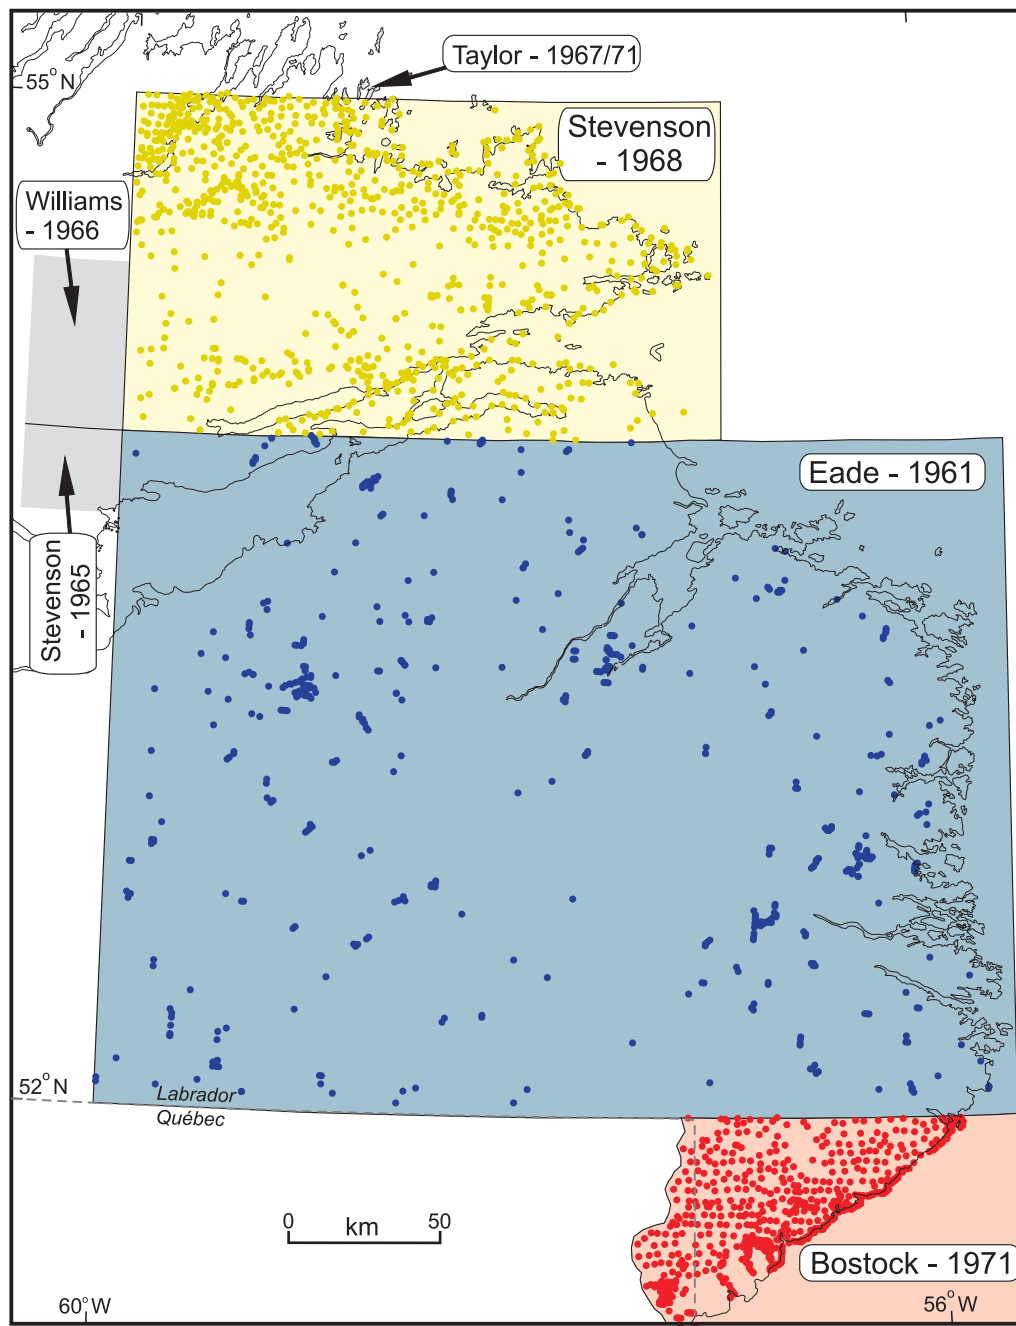 Taylor - 1967/71
55°N
Stevenson
- 1968
Williams
- 1966
Eade - 1961
Stevenson
- 1965
52°N
Labrador
Québec
0 50
km
Bostock - 1971
60°W
56°W